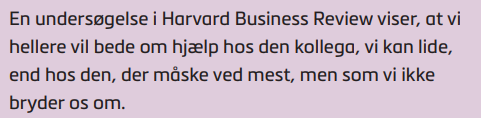 En undersøgelse i Harvard Business Review viser, at vi
hellere vil bede om hjælp hos den kollega, vi kan lide,
end hos den, der måske ved mest, men som vi ikke
bryder os om.